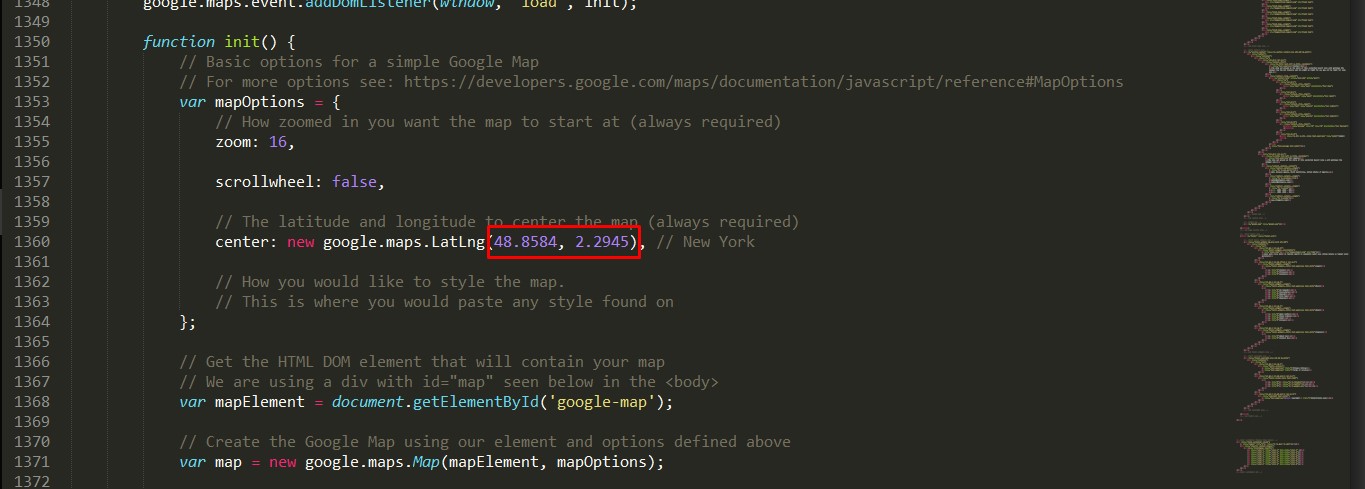 1348 google.maps.event.addDomListener(window, 'load', init);
1349
1350 function init() {
1351 // Basic options for a simple Google Map
1352 // For more options see: https://developers.google.com/maps/documentation/javascript/reference#MapOptions
1353 var mapOptions = {
1354 // How zoomed in you want the map to start at (always required)
1355 zoom: 16,
1356
1357 scrollwheel: false,
1358
1359 // The latitude and longitude to center the map (always required)
1360 center: new google.maps.LatLng(48.8584, 2.2945), // New York
1361
1362 // How you would like to style the map.
1363 // This is where you would paste any style found on
1364 };
1365
1366 // Get the HTML DOM element that will contain your map
1367 // We are using a div with id="map" seen below in the <body>
1368 var mapElement = document.getElementById('google-map');
1369
1370 // Create the Google Map using our element and options defined above
1371 var map = new google.maps.Map(mapElement, mapOptions);
1372